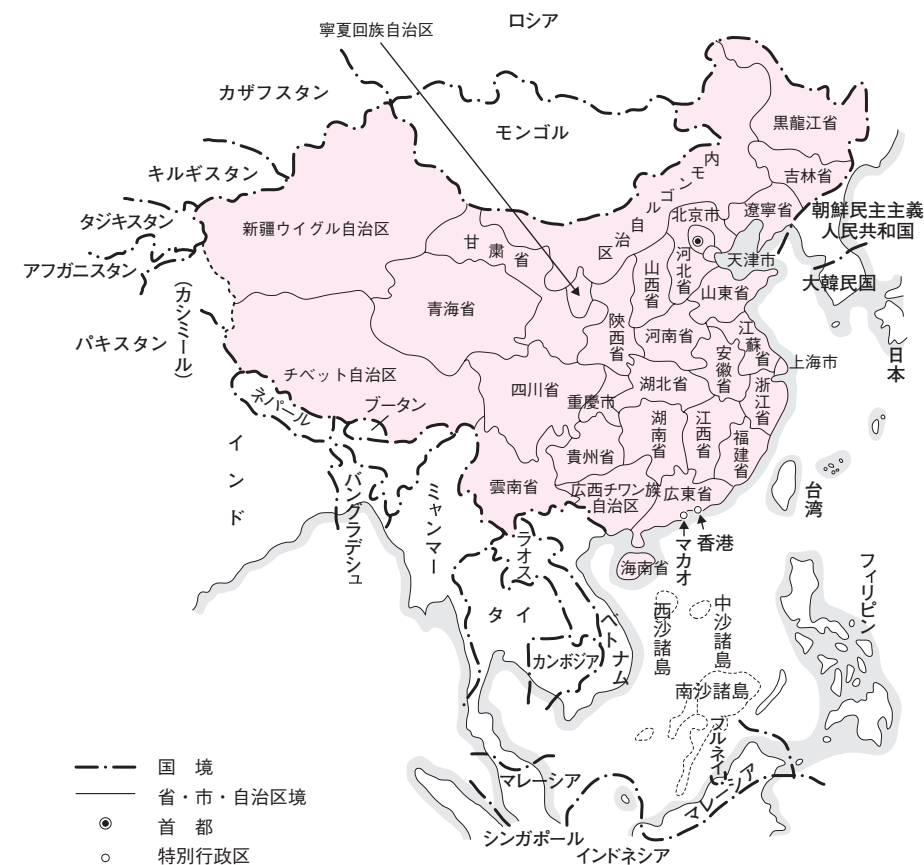 ロシア
寧夏回族自治区
カザフスタン
モンゴル
黒龍江省
キルギスタン
吉林省
内モンゴル自治区
タジキスタン
新疆ウイグル自治区
甘粛省
北京市
遼寧省
朝鮮民主主義
人民共和国
アフガニスタン
天津市
河北省
山西省
大韓民国
(カシミール)
青海省
山東省
パキスタン
陝西省
河南省
江蘇省
安徽省
上海市
日本
チベット自治区
四川省
重慶市
湖北省
浙江省
ネパール
ブータン
湖南省
江西省
福建省
インド
貴州省
雲南省
広西チワン族
自治区
広東省
台湾
バングラデシュ
ミャンマー
ラオス
香港
マカオ
海南省
フィリピン
タイ
ベトナム
西沙諸島
中沙諸島
カンボジア
南沙諸島
ブルネイ
マレーシア
マレーシア
シンガポール
インドネシア
国境
省・市・自治区境
首都
特別行政区